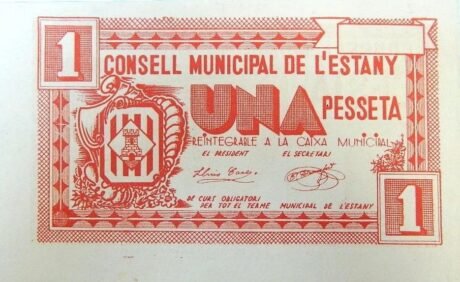 1
CONSELL MUNICIPAL DE L'ESTANY
UNA PESSETA
REINTEGRABLE A LA CAIXA MUNICIPAL
EL PRESIDENT EL SECRETARI
DE CURS OBLIGATORI
PER TOT EL TERME MUNICIPAL DE L'ESTANY
1